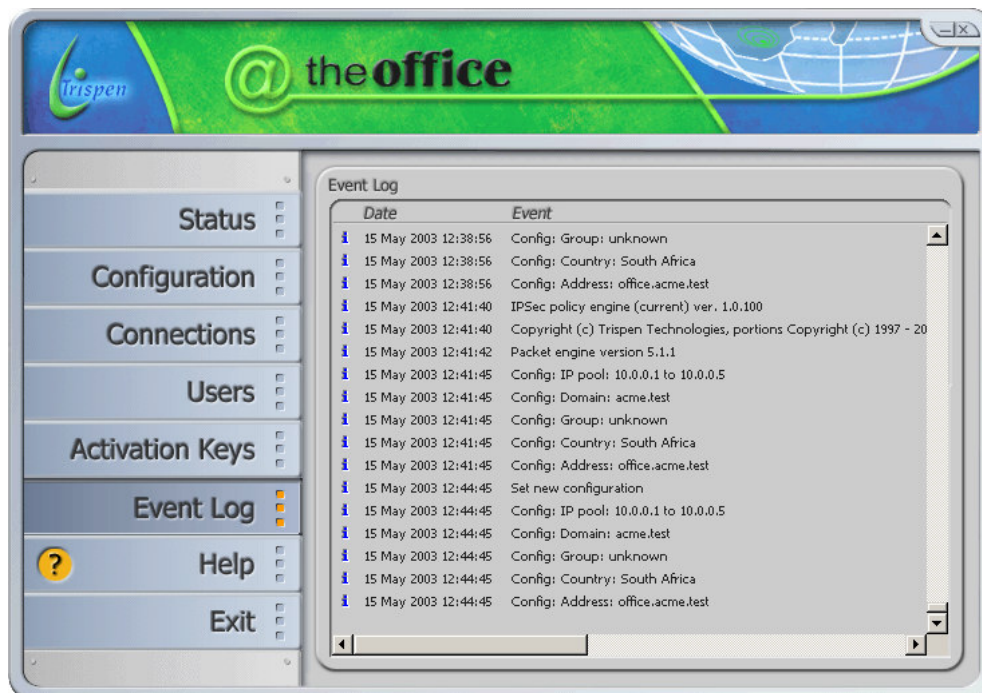 Trispen
@ the office
Status
Configuration
Connections
Users
Activation Keys
Event Log
? Help
Exit
Event Log
Date Event
i 15 May 2003 12:38:56 Config: Group: unknown
i 15 May 2003 12:38:56 Config: Country: South Africa
i 15 May 2003 12:38:56 Config: Address: office.acme.test
i 15 May 2003 12:41:40 IPSec policy engine (current) ver. 1.0.100
i 15 May 2003 12:41:40 Copyright (c) Trispen Technologies, portions Copyright (c) 1997 - 20
i 15 May 2003 12:41:42 Packet engine version 5.1.1
i 15 May 2003 12:41:45 Config: IP pool: 10.0.0.1 to 10.0.0.5
i 15 May 2003 12:41:45 Config: Domain: acme.test
i 15 May 2003 12:41:45 Config: Group: unknown
i 15 May 2003 12:41:45 Config: Country: South Africa
i 15 May 2003 12:41:45 Config: Address: office.acme.test
i 15 May 2003 12:44:45 Set new configuration
i 15 May 2003 12:44:45 Config: IP pool: 10.0.0.1 to 10.0.0.5
i 15 May 2003 12:44:45 Config: Domain: acme.test
i 15 May 2003 12:44:45 Config: Group: unknown
i 15 May 2003 12:44:45 Config: Country: South Africa
i 15 May 2003 12:44:45 Config: Address: office.acme.test